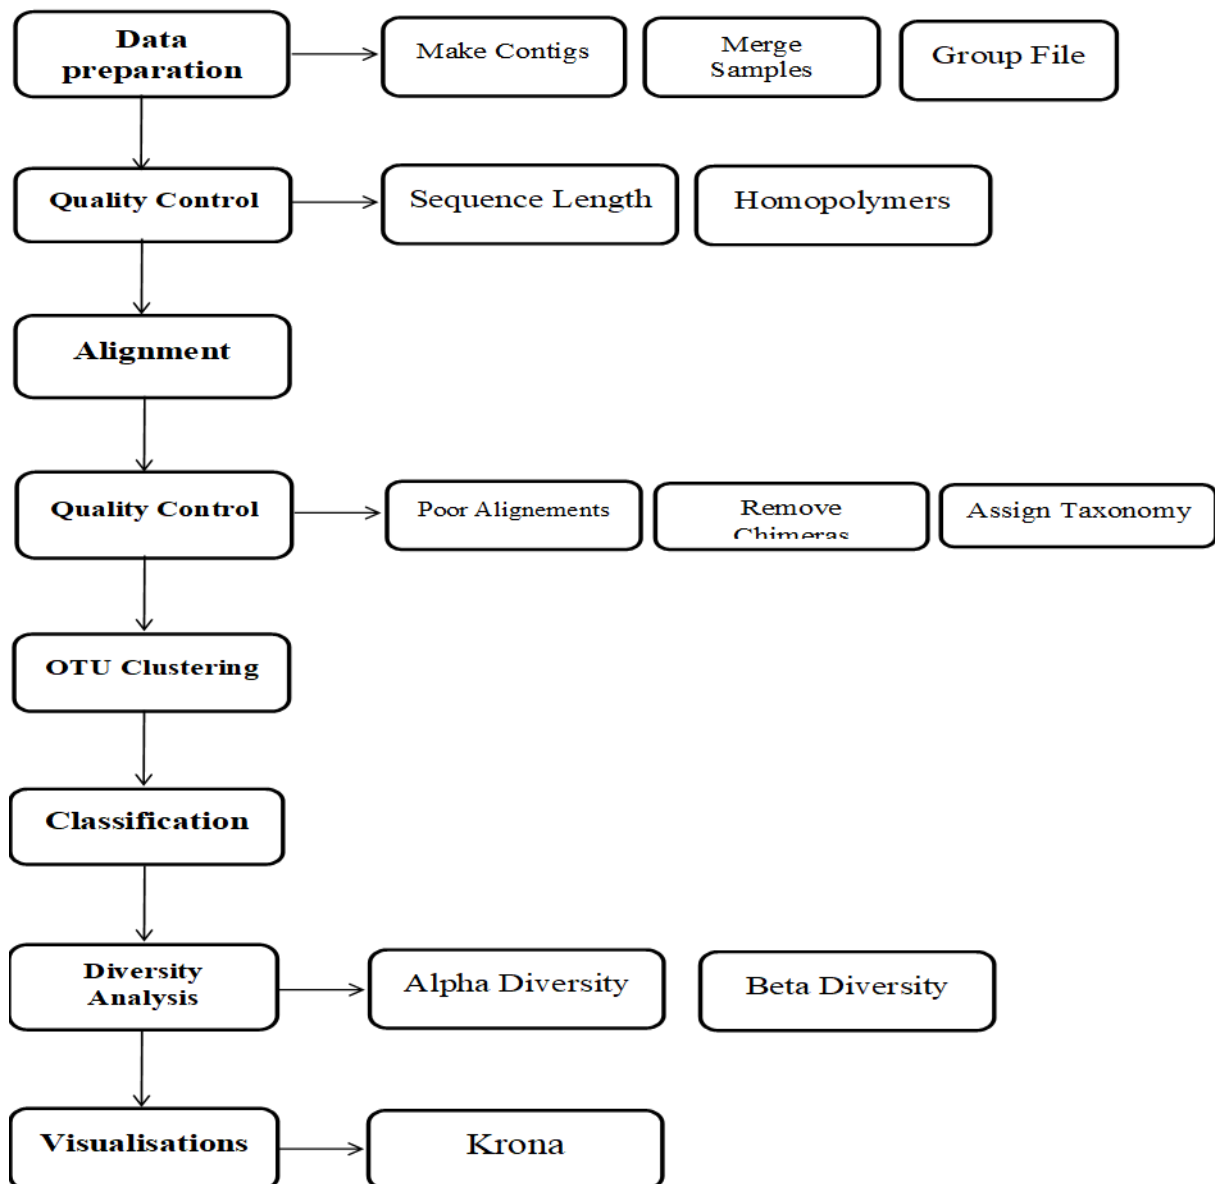 Data
preparation
Make Contigs
Merge
Samples
Group File
Quality Control
Sequence Length
Homopolymers
Alignment
Quality Control
Poor Alignements
Remove
Chimeras
Assign Taxonomy
OTU Clustering
Classification
Diversity
Analysis
Alpha Diversity
Beta Diversity
Visualisations
Krona